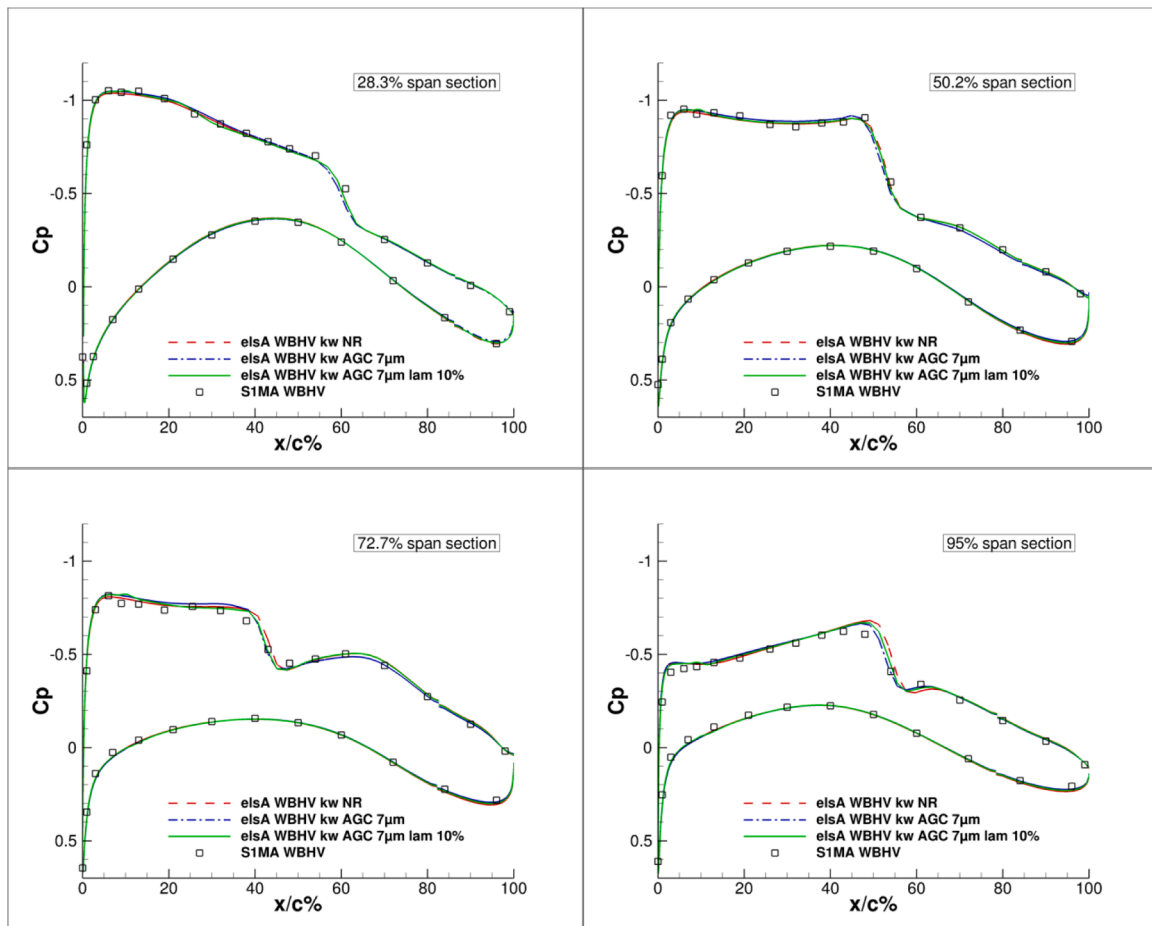 28.3% span section
-1
-0.5
Cp
0
0.5
elsA WBHV kw NR
elsA WBHV kw AGC 7µm
elsA WBHV kw AGC 7µm lam 10%
S1MA WBHV
0 20 40 60 80 100
x/c%
50.2% span section
-1
-0.5
Cp
0
0.5
elsA WBHV kw NR
elsA WBHV kw AGC 7µm
elsA WBHV kw AGC 7µm lam 10%
S1MA WBHV
0 20 40 60 80 100
x/c%
72.7% span section
-1
-0.5
Cp
0
0.5
elsA WBHV kw NR
elsA WBHV kw AGC 7µm
elsA WBHV kw AGC 7µm lam 10%
S1MA WBHV
0 20 40 60 80 100
x/c%
95% span section
-1
-0.5
Cp
0
0.5
elsA WBHV kw NR
elsA WBHV kw AGC 7µm
elsA WBHV kw AGC 7µm lam 10%
S1MA WBHV
0 20 40 60 80 100
x/c%